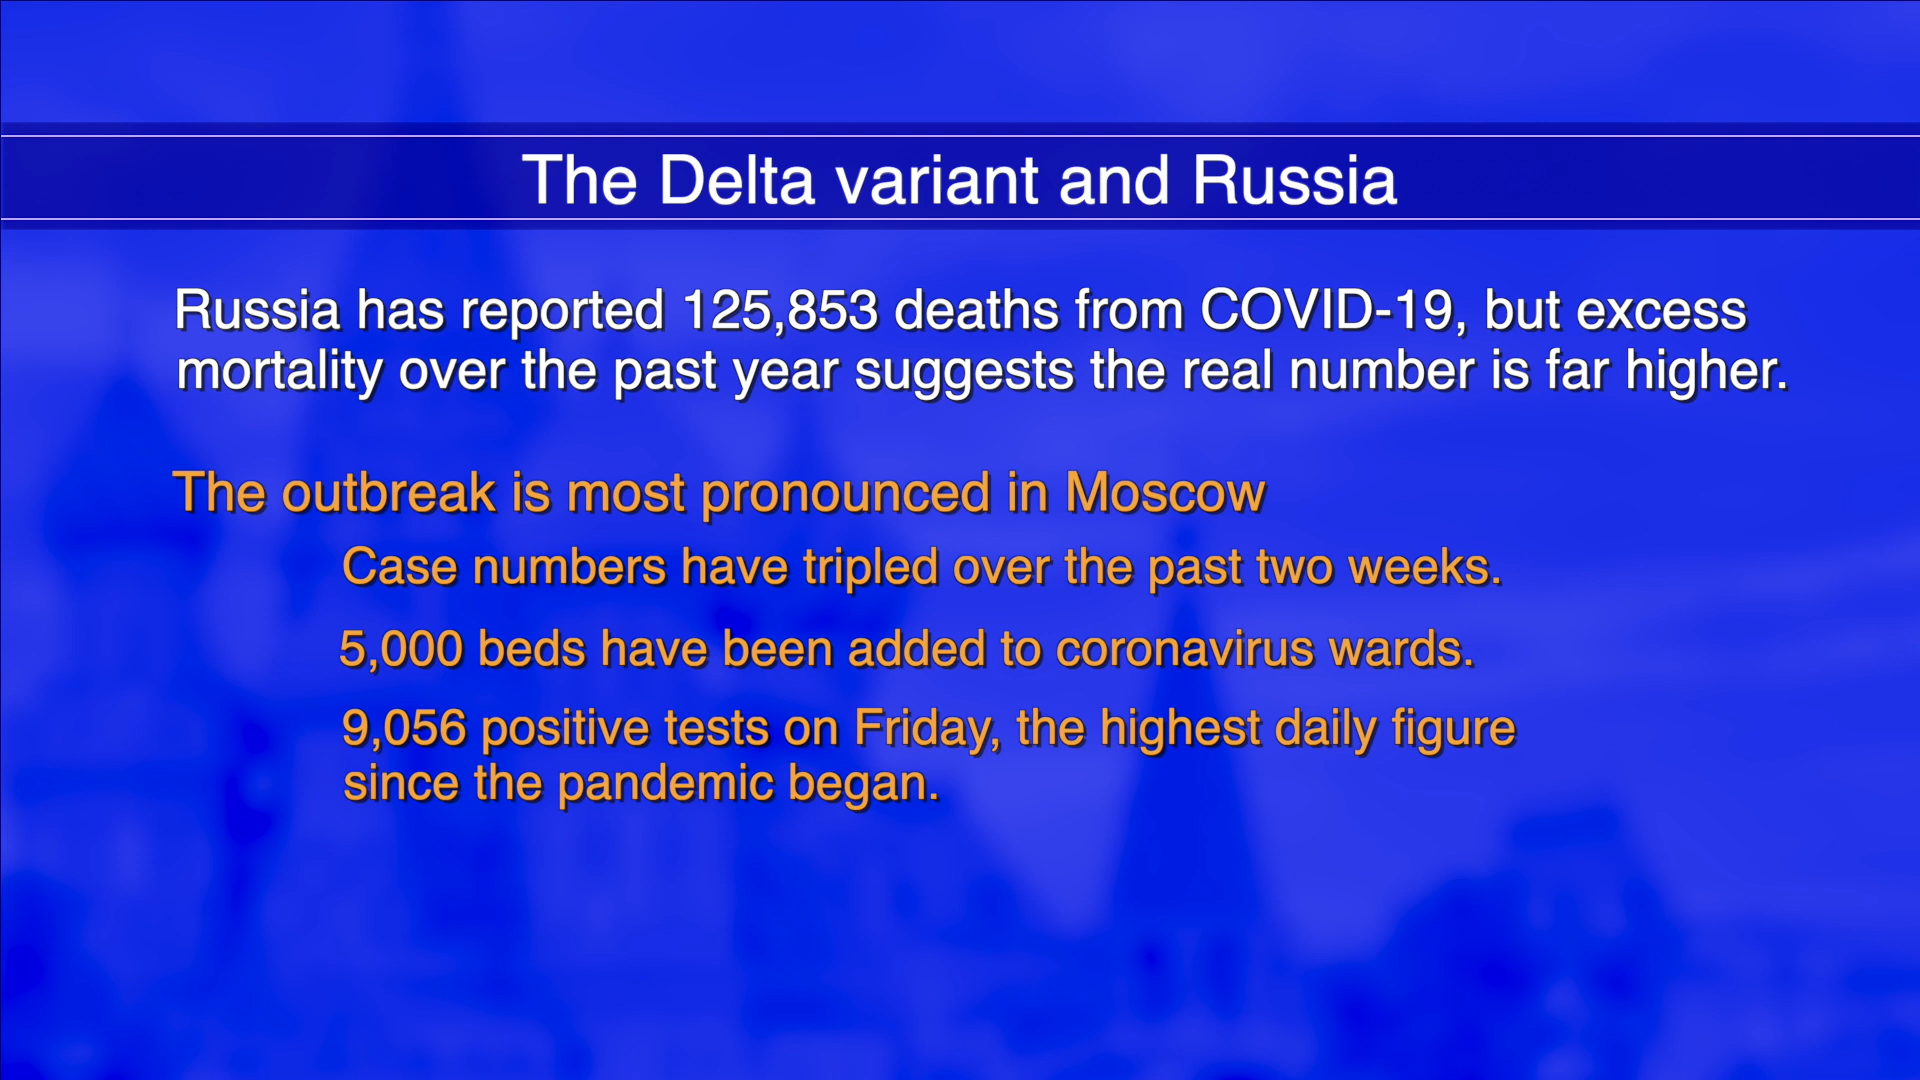 The Delta variant and Russia
Russia has reported 125,853 deaths from COVID-19, but excess
mortality over the past year suggests the real number is far higher.
The outbreak is most pronounced in Moscow
Case numbers have tripled over the past two weeks.
5,000 beds have been added to coronavirus wards.
9,056 positive tests on Friday, the highest daily figure
since the pandemic began.